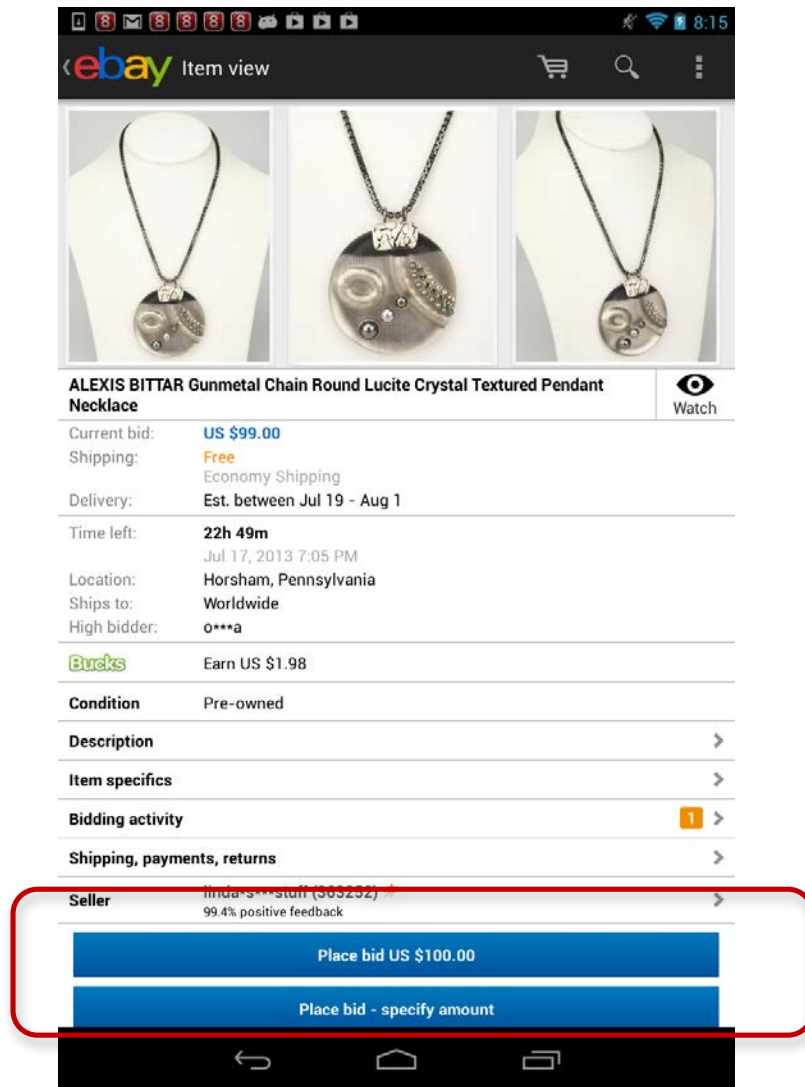 8:15
ebay Item view
ALEXIS BITTAR Gunmetal Chain Round Lucite Crystal Textured Pendant
Necklace
Watch
Current bid: US $99.00
Shipping: Free
Economy Shipping
Delivery: Est. between Jul 19 - Aug 1
Time left: 22h 49m
Jul 17, 2013 7:05 PM
Location: Horsham, Pennsylvania
Ships to: Worldwide
High bidder: o***a
Bucks Earn US $1.98
Condition Pre-owned
Description
Item specifics
Bidding activity 1
Shipping, payments, returns
Seller linda*s***stuff (363252)
99.4% positive feedback
Place bid US $100.00
Place bid - specify amount